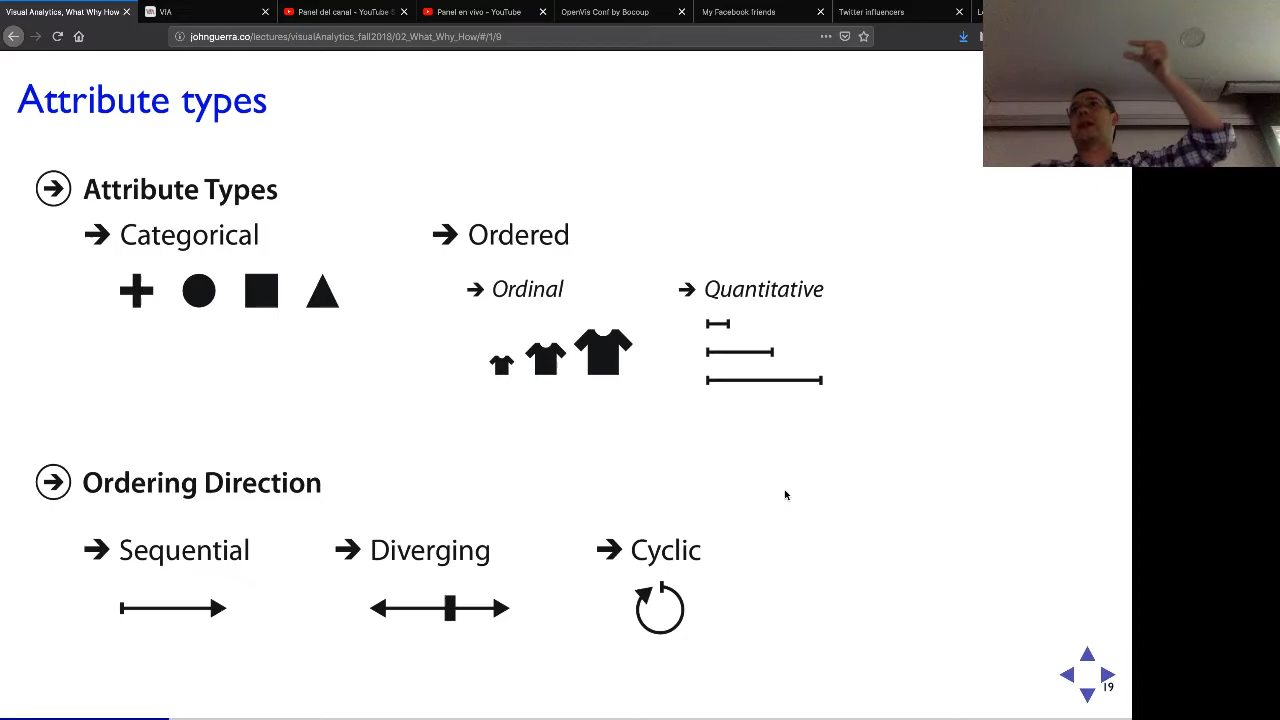 Visual Analytics, What Why How
VIA
Panel del canal - YouTube S
Panel en vivo - YouTube
OpenVis Conf by Bocoup
My Facebook friends
Twitter influencers
johnguerra.co/lectures/visualAnalytics_fall2018/02_What_Why_How/#/1/9
Attribute types
Attribute Types
Categorical
Ordered
Ordinal
Quantitative
Ordering Direction
Sequential
Diverging
Cyclic
19